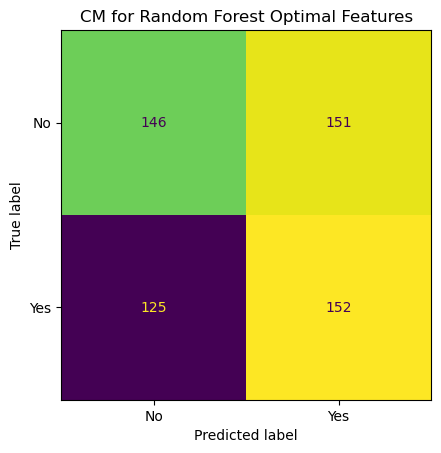 CM for Random Forest Optimal Features
No
146
151
Yes
125
152
True label
No
Yes
Predicted label